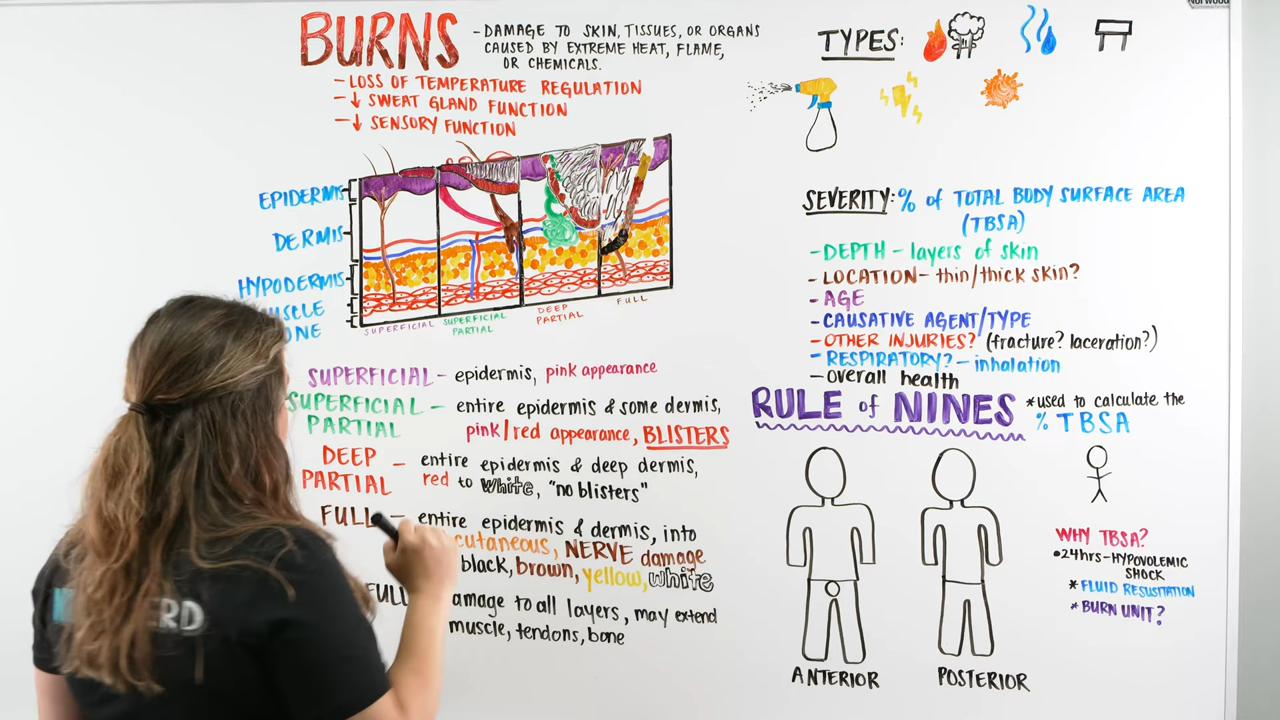 BURNS
- DAMAGE TO SKIN, TISSUES, OR ORGANS
CAUSED BY EXTREME HEAT, FLAME,
OR CHEMICALS.
- LOSS OF TEMPERATURE REGULATION
- ↓ SWEAT GLAND FUNCTION
- ↓ SENSORY FUNCTION
EPIDERMIS
DERMIS
HYPODERMIS
USCLE
ONE
SUPERFICIAL
SUPERFICIAL
PARTIAL
DEEP
PARTIAL
FULL
SUPERFICIAL - epidermis, pink appearance
SUPERFICIAL
PARTIAL
- entire epidermis & some dermis,
pink/red appearance, BLISTERS
DEEP
PARTIAL
- entire epidermis & deep dermis,
red to white, "no blisters"
FULL - entire epidermis & dermis, into
cutaneous, NERVE damage
black, brown, yellow, white
FULL
amage to all layers, may extend
muscle, tendons, bone
TYPES:
SEVERITY: % of TOTAL BODY SURFACE AREA
(TBSA)
- DEPTH - layers of skin
- LOCATION - thin/thick skin?
- AGE
- CAUSATIVE AGENT/TYPE
- OTHER INJURIES? (fracture? laceration?)
- RESPIRATORY? - inhalation
- overall health
RULE of NINES
*used to calculate the
% TBSA
ANTERIOR
POSTERIOR
WHY TBSA?
•24hrs-HYPOVOLEMIC
SHOCK
*FLUID RESUSITATION
*BURN UNIT?
ERD